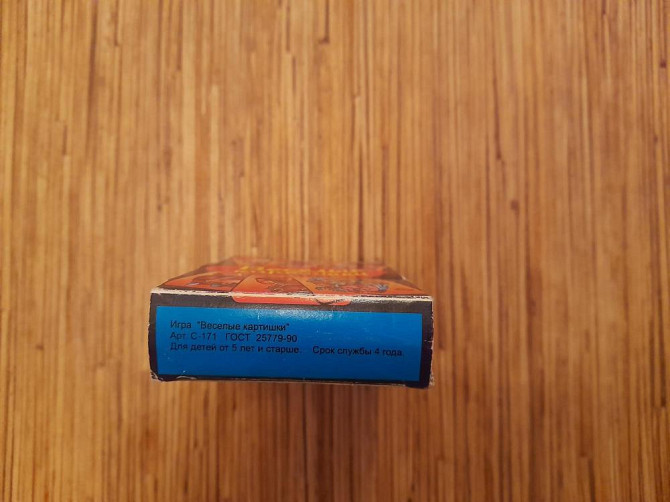 Игра "Веселые картишки"
Арт. С-171 ГОСТ 25779-90
Для детей от 5 лет и старше. Срок службы 4 года.